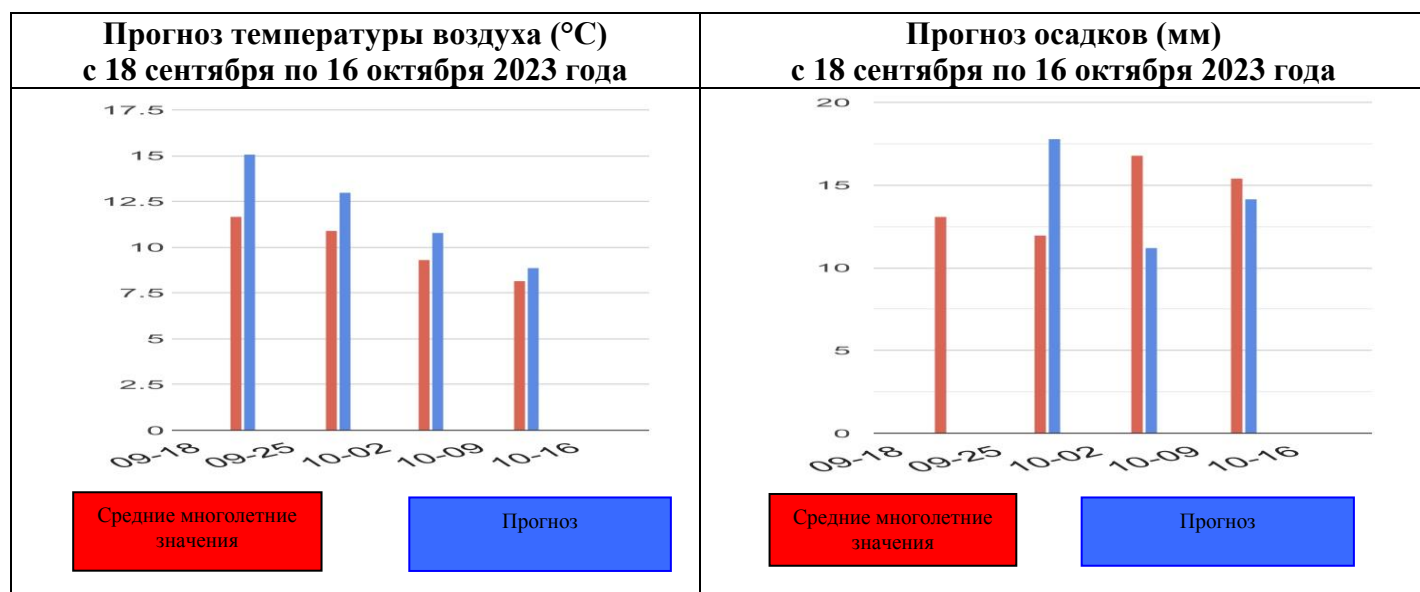 Прогноз температуры воздуха (°С)
с 18 сентября по 16 октября 2023 года
Прогноз осадков (мм)
с 18 сентября по 16 октября 2023 года
17.5
15
12.5
10
7.5
5
2.5
0
09-18
09-25
10-02
10-09
10-16
Средние многолетние
значения
Прогноз
20
15
10
5
0
09-18
09-25
10-02
10-09
10-16
Средние многолетние
значения
Прогноз